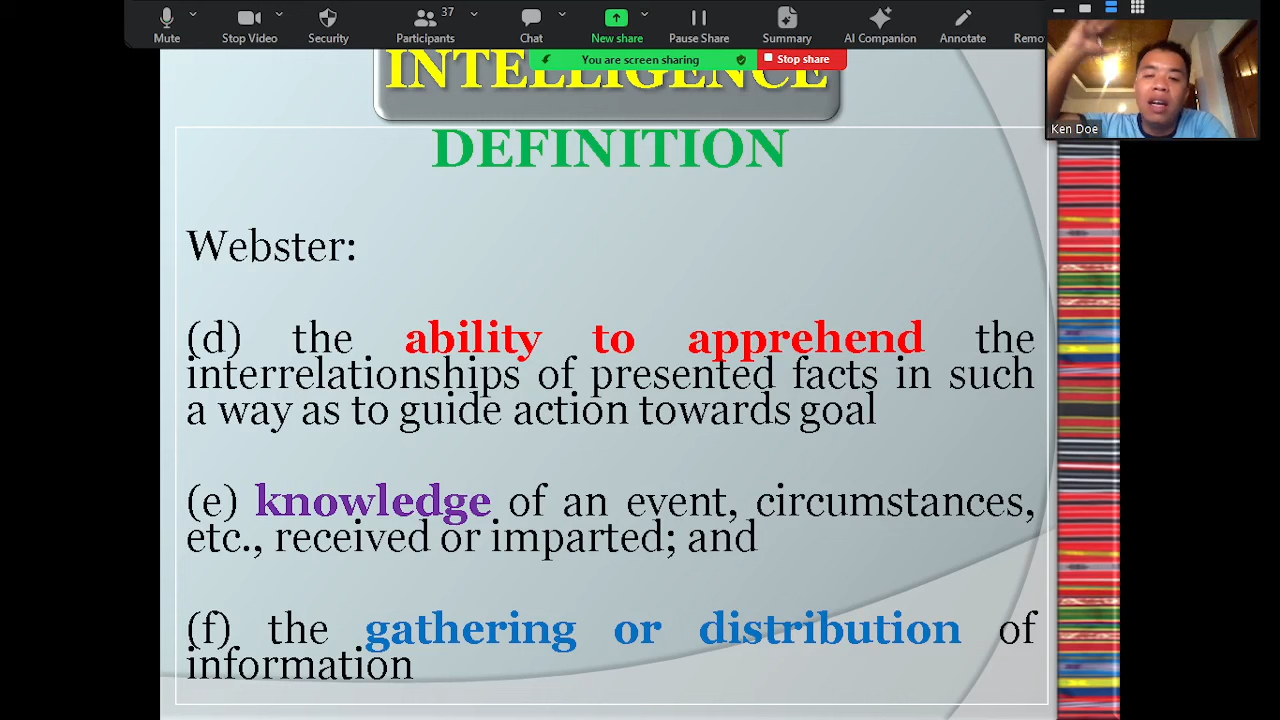 37
Mute
Stop Video
Security
Participants
Chat
New share
Pause Share
Summary
AI Companion
Annotate
Remo
You are screen sharing
Stop share
Ken Doe
INTELLIGENCE
DEFINITION
Webster:
(d) the ability to apprehend the
interrelationships of presented facts in such
a way as to guide action towards goal
(e) knowledge of an event, circumstances,
etc., received or imparted; and
(f) the gathering or distribution of
information